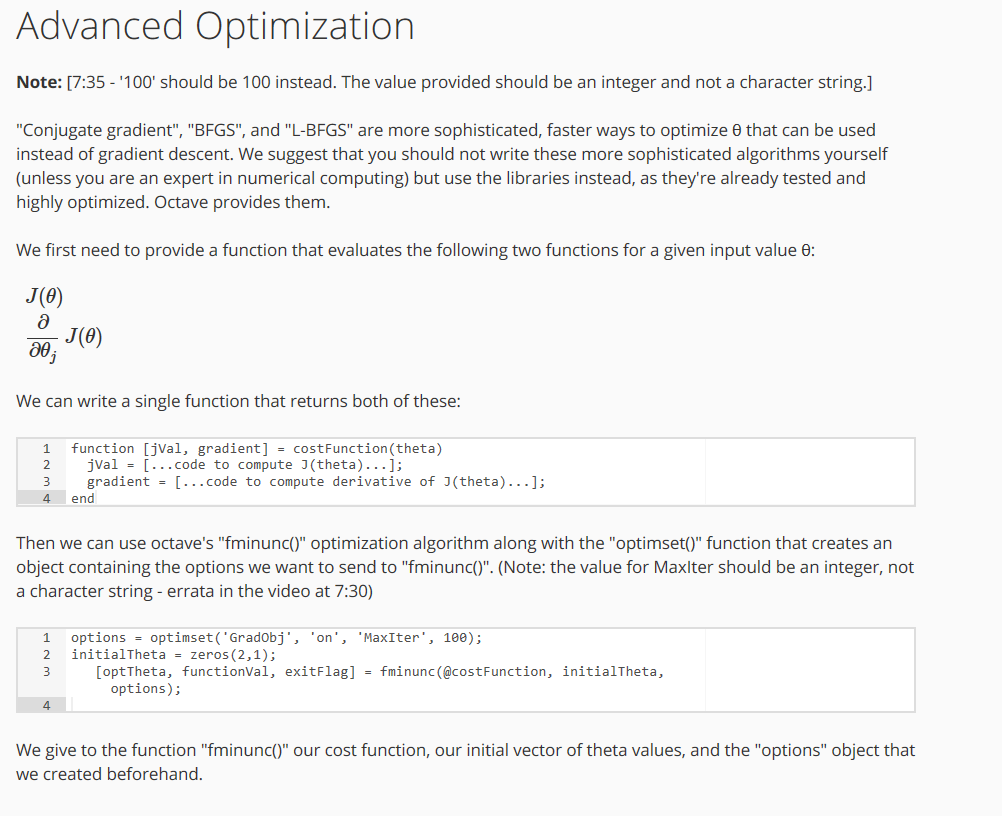 Advanced Optimization
Note: [7:35 - '100' should be 100 instead. The value provided should be an integer and not a character string.]
"Conjugate gradient", "BFGS", and "L-BFGS" are more sophisticated, faster ways to optimize θ that can be used
instead of gradient descent. We suggest that you should not write these more sophisticated algorithms yourself
(unless you are an expert in numerical computing) but use the libraries instead, as they're already tested and
highly optimized. Octave provides them.
We first need to provide a function that evaluates the following two functions for a given input value θ:
J(θ)
∂
∂θj J(θ)
We can write a single function that returns both of these:
1 function [jVal, gradient] = costFunction(theta)
2 jVal = [...code to compute J(theta)...];
3 gradient = [...code to compute derivative of J(theta)...];
4 end
Then we can use octave's "fminunc()" optimization algorithm along with the "optimset()" function that creates an
object containing the options we want to send to "fminunc()". (Note: the value for MaxIter should be an integer, not
a character string - errata in the video at 7:30)
1 options = optimset('GradObj', 'on', 'MaxIter', 100);
2 initialTheta = zeros(2,1);
3 [optTheta, functionVal, exitFlag] = fminunc(@costFunction, initialTheta,
options);
4
We give to the function "fminunc()" our cost function, our initial vector of theta values, and the "options" object that
we created beforehand.